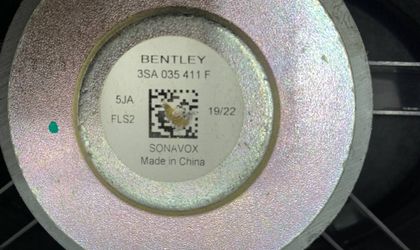 BENTLEY
3SA 035 411 F
5JA
FLS2
19/22
SONAVOX
Made in China